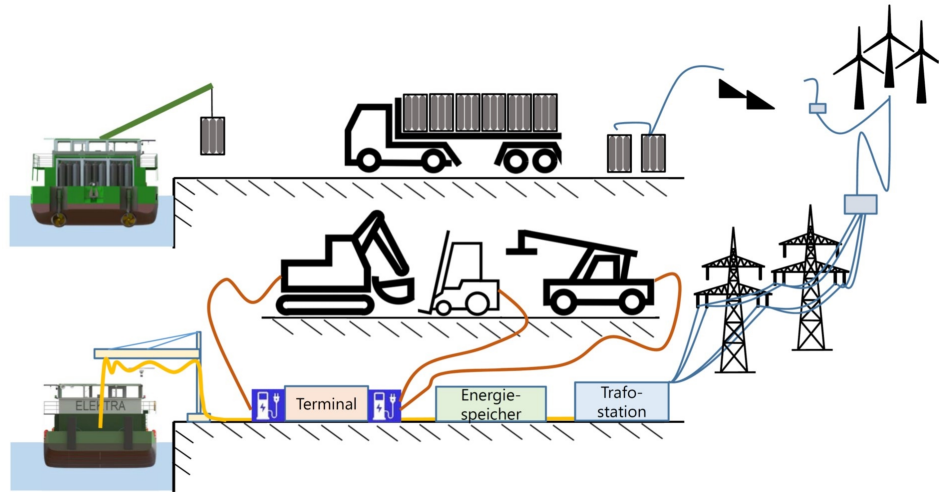 ELEKTRA
Terminal
Energie-
speicher
Trafo-
station